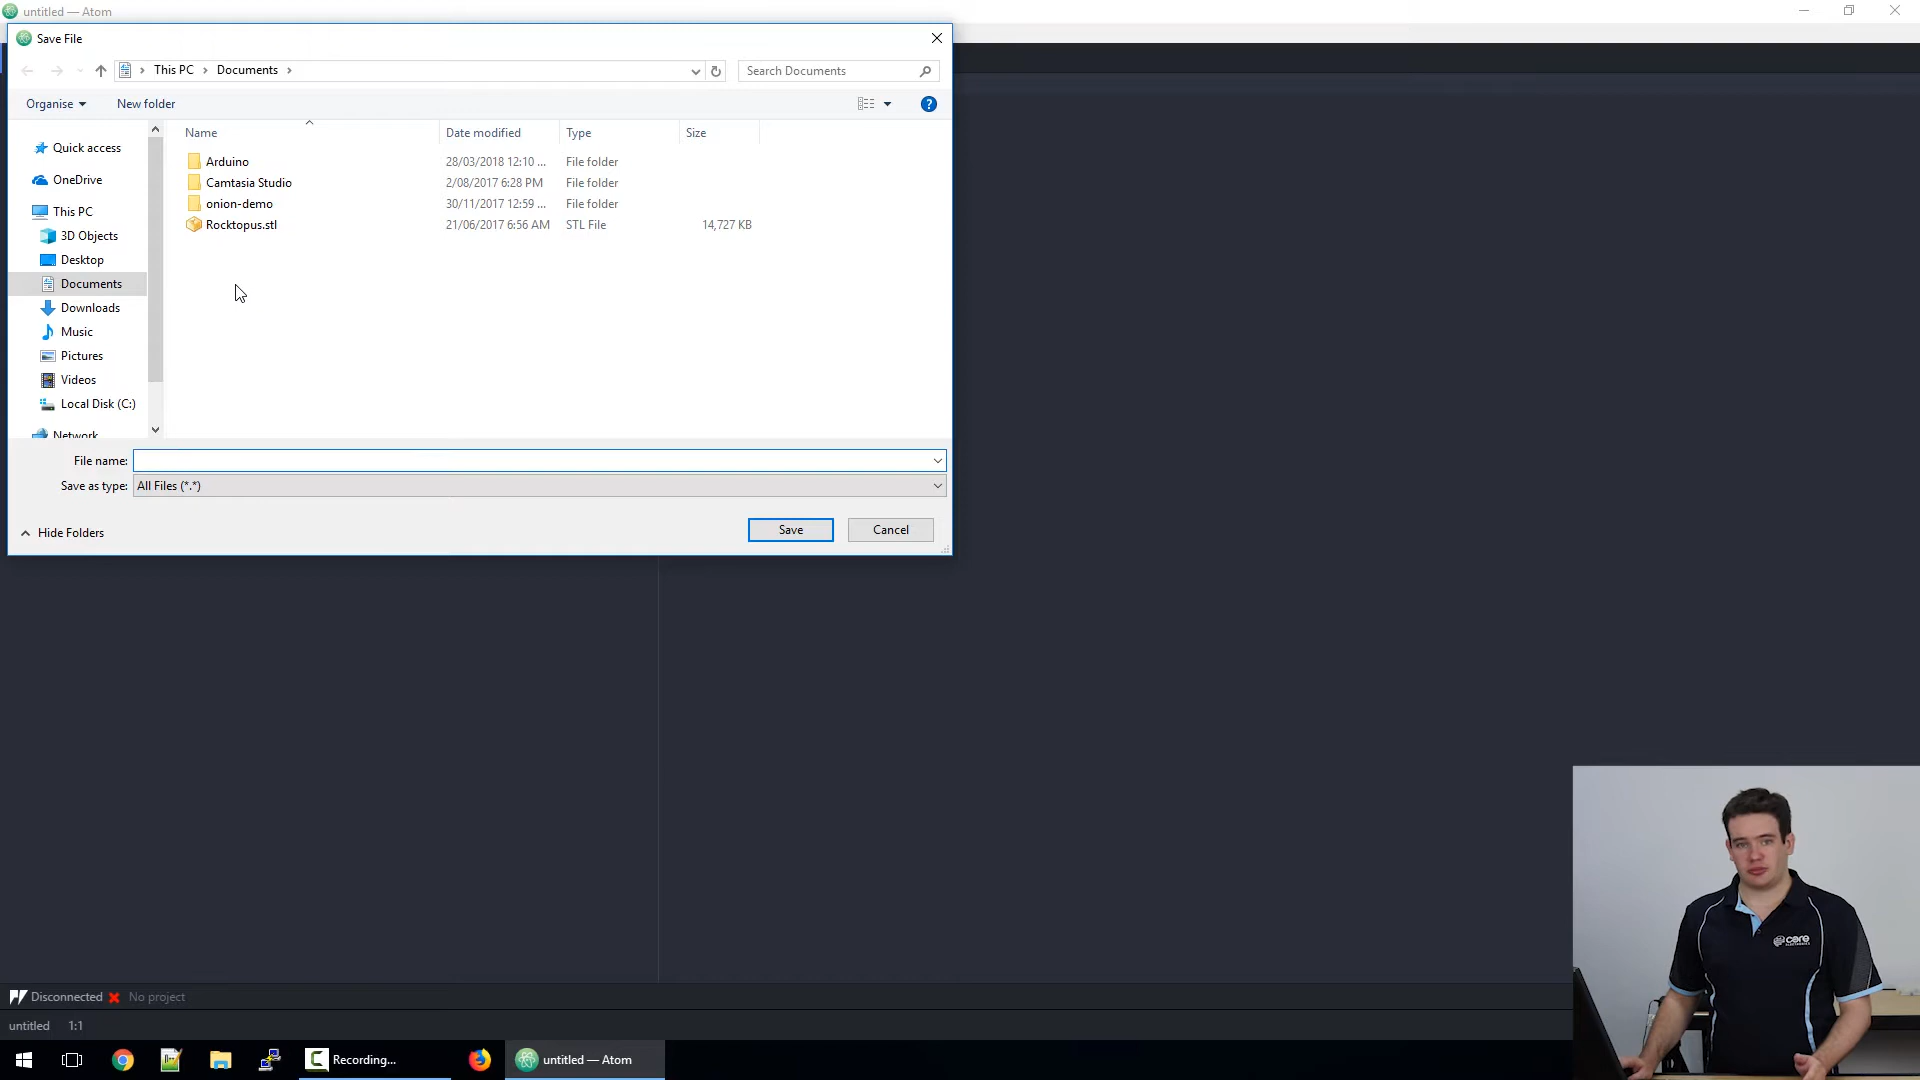 untitled — Atom
Save File
This PC > Documents >
Search Documents
Organise New folder
Name Date modified Type Size
Arduino 28/03/2018 12:10 ... File folder
Camtasia Studio 2/08/2017 6:28 PM File folder
onion-demo 30/11/2017 12:59 ... File folder
Rocktopus.stl 21/06/2017 6:56 AM STL File 14,727 KB
Quick access
OneDrive
This PC
3D Objects
Desktop
Documents
Downloads
Music
Pictures
Videos
Local Disk (C:)
Network
File name:
Save as type: All Files (*.*)
Hide Folders
Save Cancel
core
Disconnected No project
untitled 1:1
Recording...
untitled — Atom